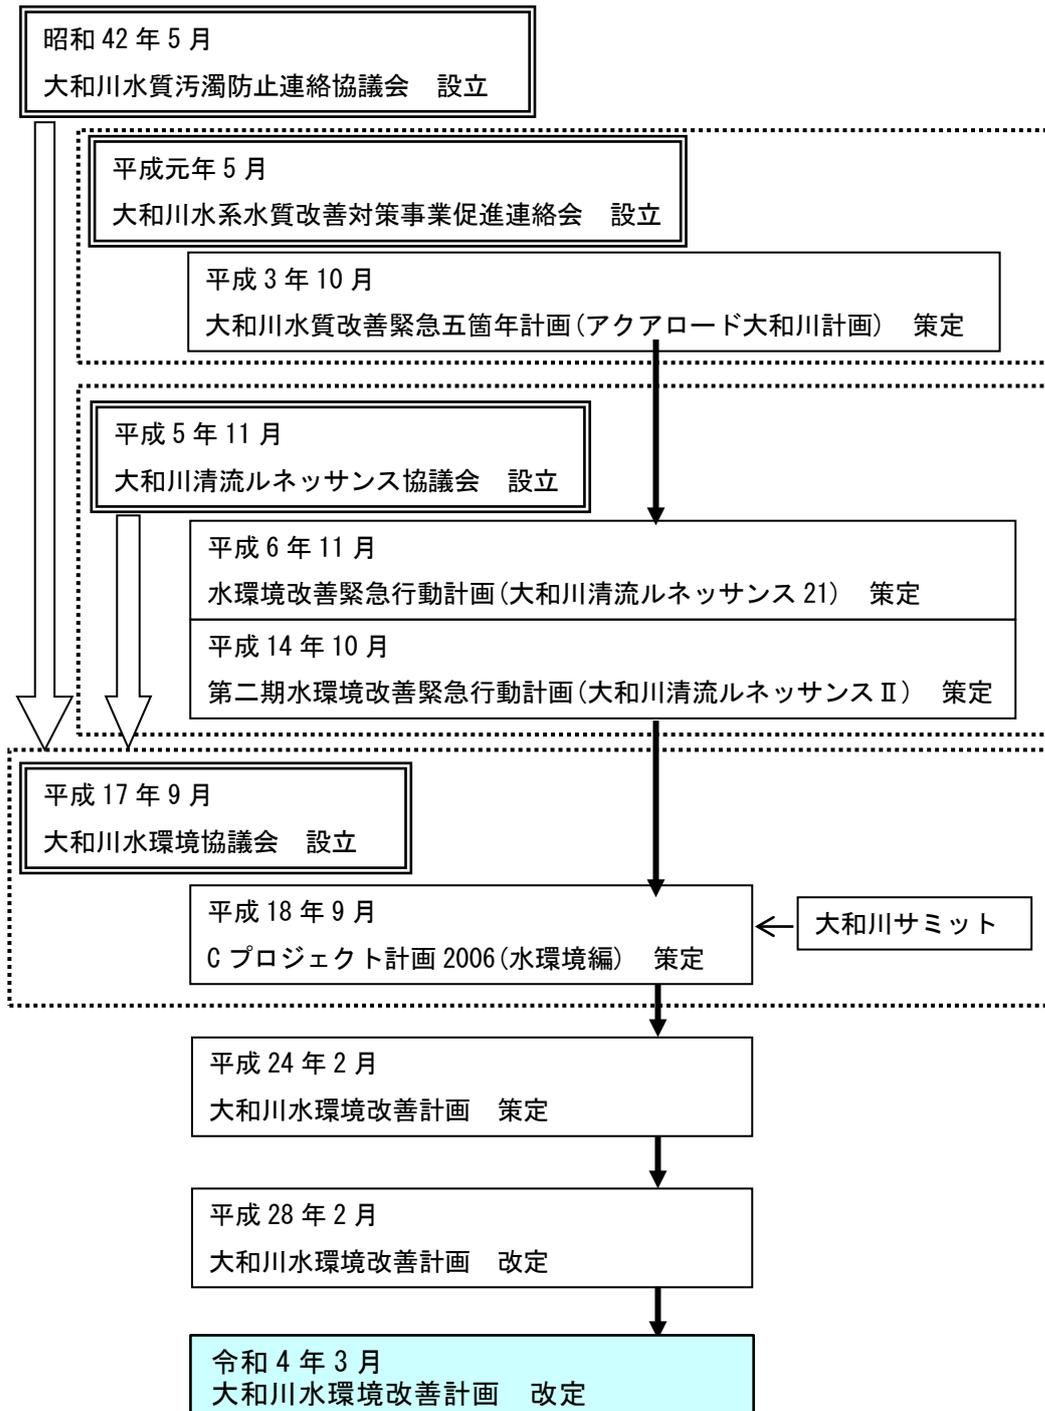 昭和 42 年 5 月
大和川水質汚濁防止連絡協議会　設立
平成元年 5 月
大和川水系水質改善対策事業促進連絡会　設立
平成 3 年 10 月
大和川水質改善緊急五箇年計画(アクアロード大和川計画)　策定
平成 5 年 11 月
大和川清流ルネッサンス協議会　設立
平成 6 年 11 月
水環境改善緊急行動計画(大和川清流ルネッサンス 21)　策定
平成 14 年 10 月
第二期水環境改善緊急行動計画(大和川清流ルネッサンスⅡ)　策定
平成 17 年 9 月
大和川水環境協議会　設立
平成 18 年 9 月
C プロジェクト計画 2006(水環境編)　策定
大和川サミット
平成 24 年 2 月
大和川水環境改善計画　策定
平成 28 年 2 月
大和川水環境改善計画　改定
令和 4 年 3 月
大和川水環境改善計画　改定